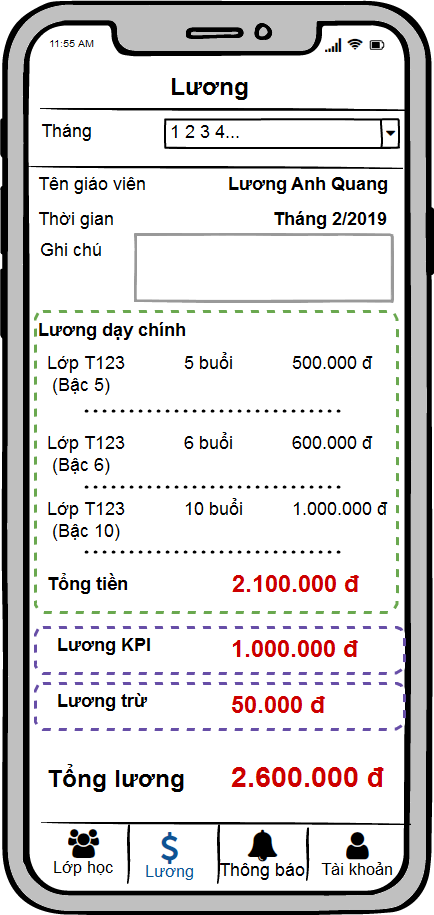 11:55 AM
Lương
Tháng 1 2 3 4...
Tên giáo viên Lương Anh Quang
Thời gian Tháng 2/2019
Ghi chú
Lương dạy chính
Lớp T123 5 buổi 500.000 đ
(Bậc 5)
Lớp T123 6 buổi 600.000 đ
(Bậc 6)
Lớp T123 10 buổi 1.000.000 đ
(Bậc 10)
Tổng tiền 2.100.000 đ
Lương KPI 1.000.000 đ
Lương trừ 50.000 đ
Tổng lương 2.600.000 đ
Lớp học Lương Thông báo Tài khoản